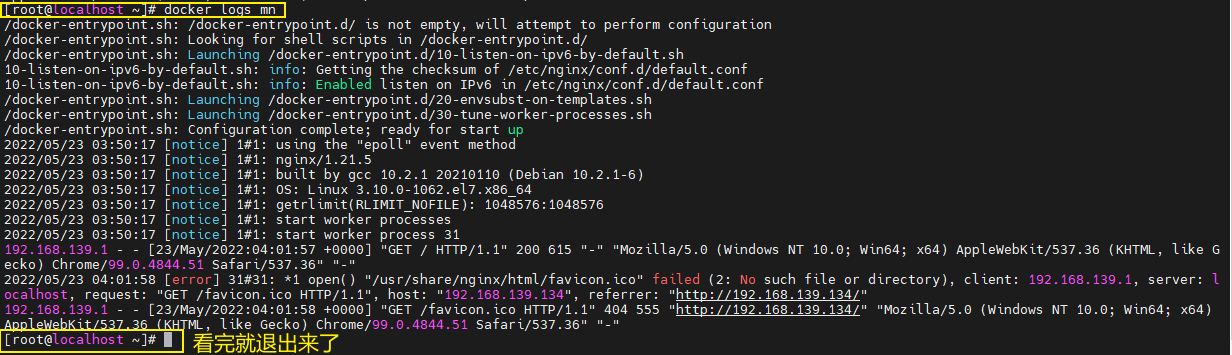 [root@localhost ~]# docker logs mn
/docker-entrypoint.sh: /docker-entrypoint.d/ is not empty, will attempt to perform configuration
/docker-entrypoint.sh: Looking for shell scripts in /docker-entrypoint.d/
/docker-entrypoint.sh: Launching /docker-entrypoint.d/10-listen-on-ipv6-by-default.sh
10-listen-on-ipv6-by-default.sh: info: Getting the checksum of /etc/nginx/conf.d/default.conf
10-listen-on-ipv6-by-default.sh: info: Enabled listen on IPv6 in /etc/nginx/conf.d/default.conf
/docker-entrypoint.sh: Launching /docker-entrypoint.d/20-envsubst-on-templates.sh
/docker-entrypoint.sh: Launching /docker-entrypoint.d/30-tune-worker-processes.sh
/docker-entrypoint.sh: Configuration complete; ready for start up
2022/05/23 03:50:17 [notice] 1#1: using the "epoll" event method
2022/05/23 03:50:17 [notice] 1#1: nginx/1.21.5
2022/05/23 03:50:17 [notice] 1#1: built by gcc 10.2.1 20210110 (Debian 10.2.1-6)
2022/05/23 03:50:17 [notice] 1#1: OS: Linux 3.10.0-1062.el7.x86_64
2022/05/23 03:50:17 [notice] 1#1: getrlimit(RLIMIT_NOFILE): 1048576:1048576
2022/05/23 03:50:17 [notice] 1#1: start worker processes
2022/05/23 03:50:17 [notice] 1#1: start worker process 31
192.168.139.1 - - [23/May/2022:04:01:57 +0000] "GET / HTTP/1.1" 200 615 "-" "Mozilla/5.0 (Windows NT 10.0; Win64; x64) AppleWebKit/537.36 (KHTML, like G
ecko) Chrome/99.0.4844.51 Safari/537.36" "-"
2022/05/23 04:01:58 [error] 31#31: *1 open() "/usr/share/nginx/html/favicon.ico" failed (2: No such file or directory), client: 192.168.139.1, server: l
ocalhost, request: "GET /favicon.ico HTTP/1.1", host: "192.168.139.134", referrer: "http://192.168.139.134/"
192.168.139.1 - - [23/May/2022:04:01:58 +0000] "GET /favicon.ico HTTP/1.1" 404 555 "http://192.168.139.134/" "Mozilla/5.0 (Windows NT 10.0; Win64; x64)
AppleWebKit/537.36 (KHTML, like Gecko) Chrome/99.0.4844.51 Safari/537.36" "-"
[root@localhost ~]# 看完就退出来了